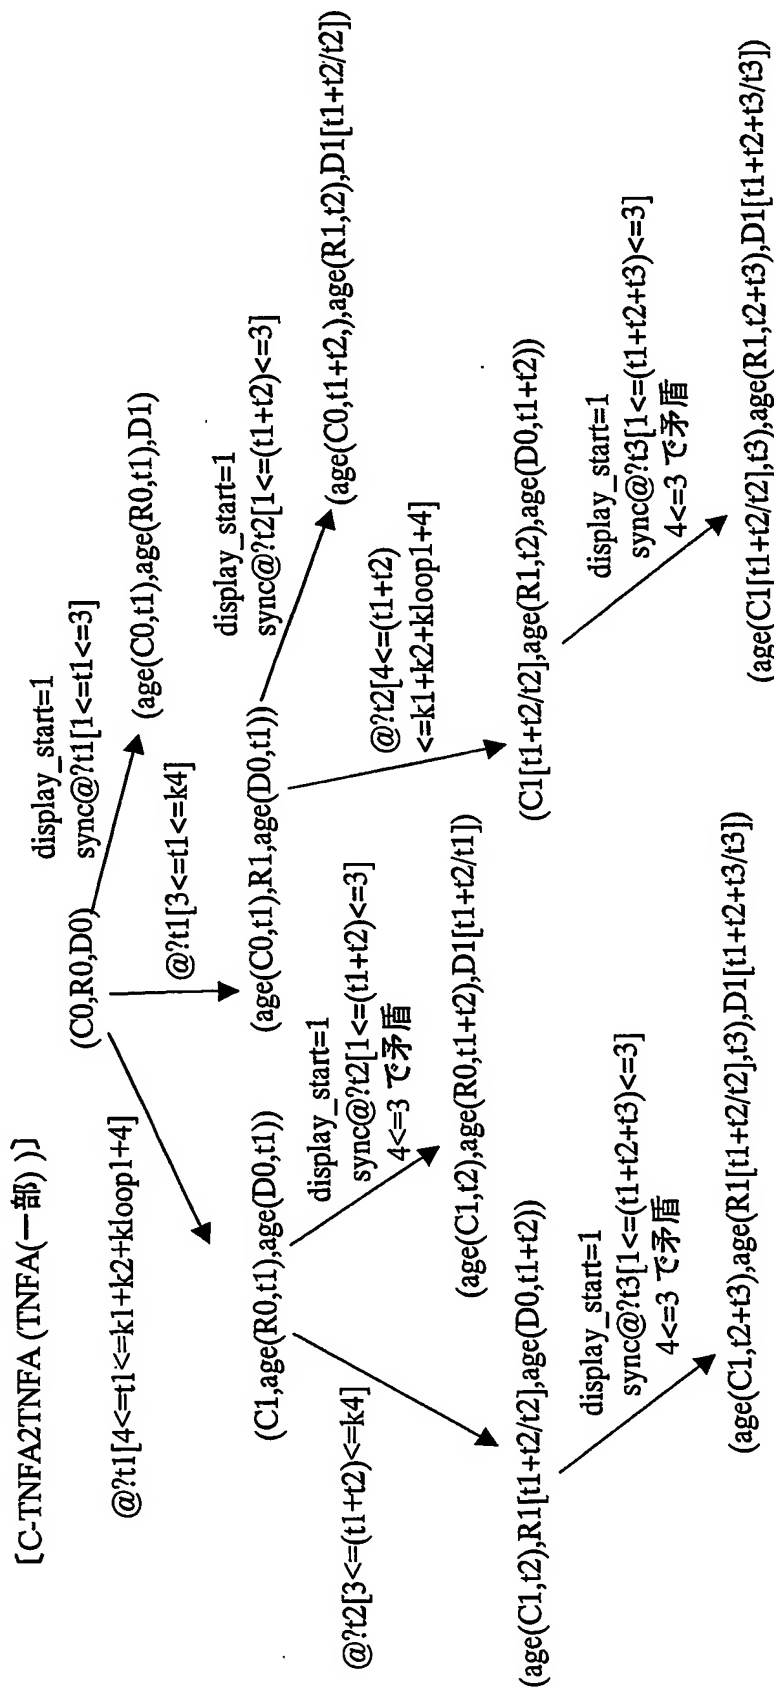 [C-TNFA2TNFA (TNFA(一部) )]
(C0,R0,D0)
display_start=1
sync@?t1[1<=t1<=3]
(age(C0,t1),age(R0,t1),D1)
@?t1[3<=t1<=k4]
@?t1[4<=t1<=k1+k2+kloop1+4]
(C1,age(R0,t1),age(D0,t1))
(age(C0,t1),R1,age(D0,t1))
display_start=1
sync@?t2[1<=(t1+t2)<=3]
(age(C0,t1+t2,),age(R1,t2),D1[t1+t2/t2])
display_start=1
sync@?t2[1<=(t1+t2)<=3]
4<=3 で矛盾
(age(C1,t2),age(R0,t1+t2),D1[t1+t2/t1])
@?t2[4<=(t1+t2)
<=k1+k2+kloop1+4]
@?t2[3<=(t1+t2)<=k4]
(age(C1,t2),R1[t1+t2/t2],age(D0,t1+t2))
(C1[t1+t2/t2],age(R1,t2),age(D0,t1+t2))
display_start=1
sync@?t3[1<=(t1+t2+t3)<=3]
4<=3 で矛盾
(age(C1,t2+t3),age(R1[t1+t2/t2],t3),D1[t1+t2+t3/t3])
display_start=1
sync@?t3[1<=(t1+t2+t3)<=3]
4<=3 で矛盾
(age(C1[t1+t2/t2],t3),age(R1,t2+t3),D1[t1+t2+t3/t3])